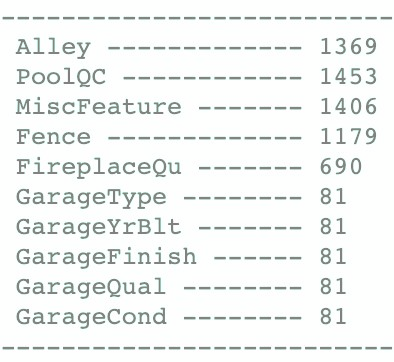 -------------------------
Alley ------------- 1369
PoolQC ------------ 1453
MiscFeature ------- 1406
Fence ------------- 1179
FireplaceQu ------- 690
GarageType -------- 81
GarageYrBlt ------- 81
GarageFinish ------ 81
GarageQual -------- 81
GarageCond -------- 81
-------------------------